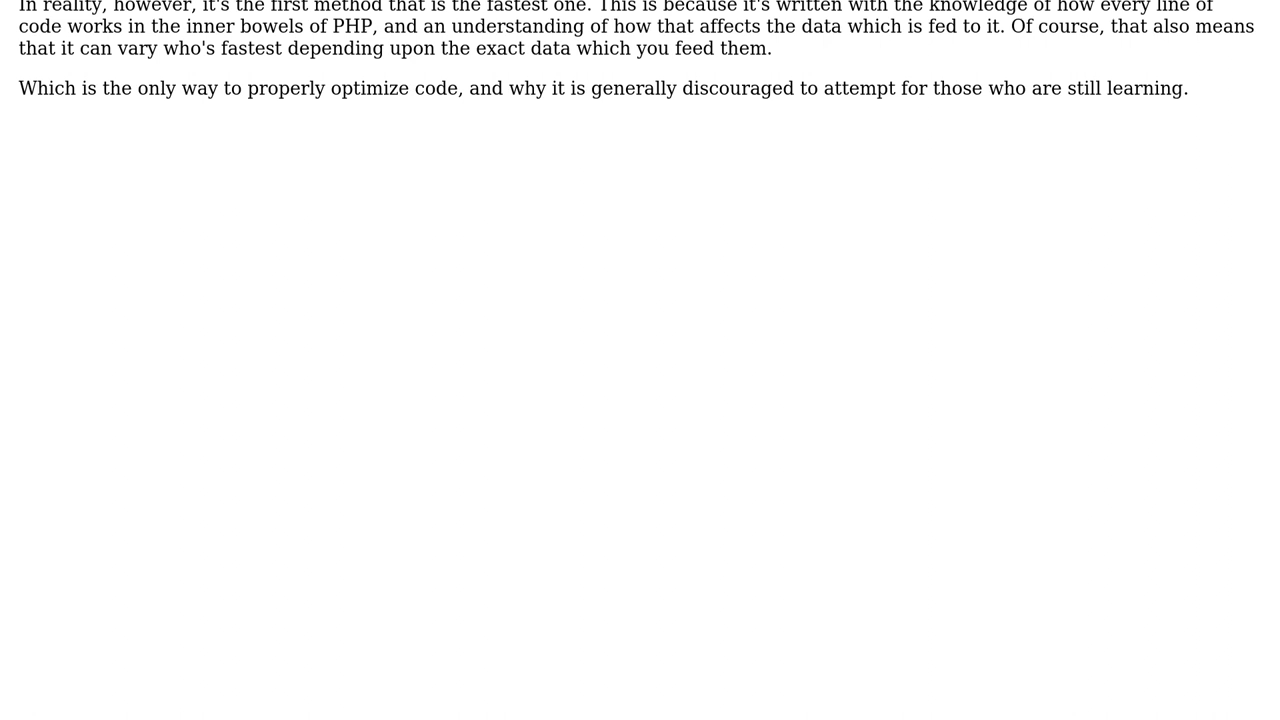 In reality, however, it's the first method that is the fastest one. This is because it's written with the knowledge of how every line of
code works in the inner bowels of PHP, and an understanding of how that affects the data which is fed to it. Of course, that also means
that it can vary who's fastest depending upon the exact data which you feed them.
Which is the only way to properly optimize code, and why it is generally discouraged to attempt for those who are still learning.